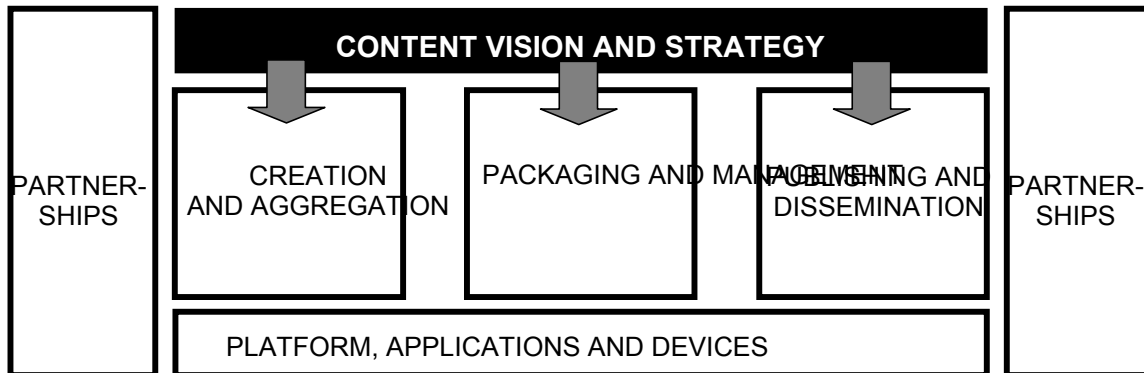 CONTENT VISION AND STRATEGY
PARTNER-
SHIPS
CREATION
AND AGGREGATION
PACKAGING AND MANAGEMENT
PUBLISHING AND
DISSEMINATION
PARTNER-
SHIPS
PLATFORM, APPLICATIONS AND DEVICES